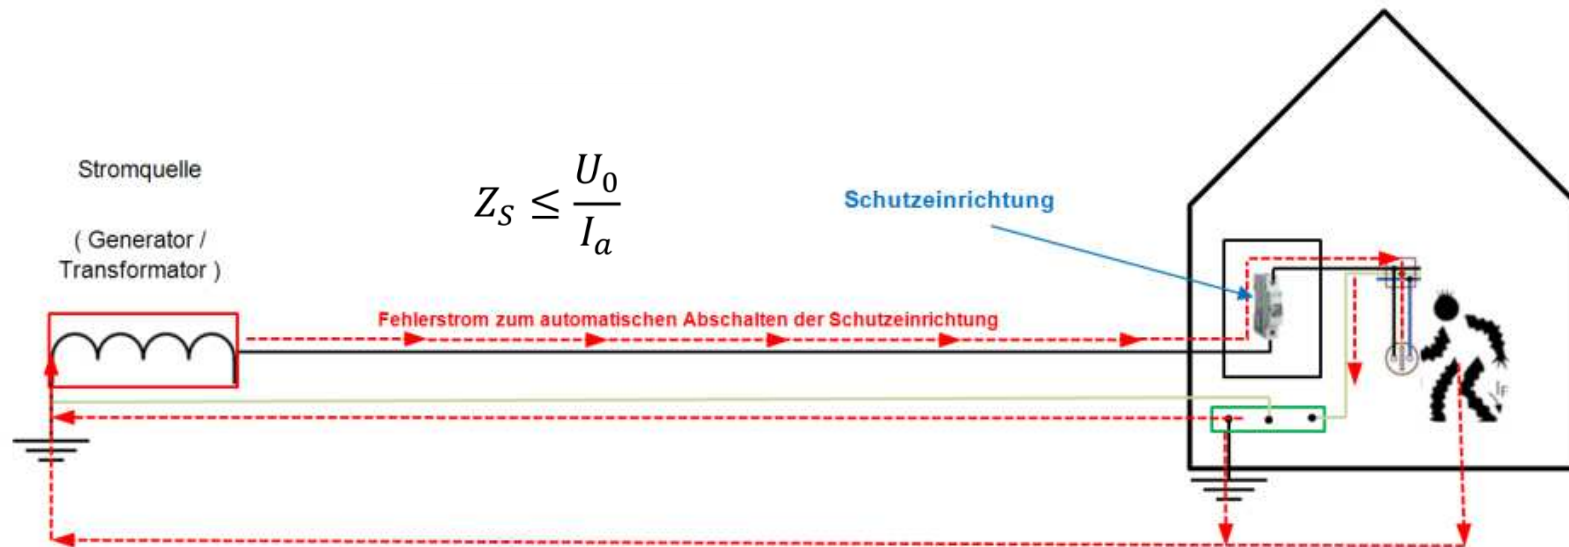 Stromquelle
( Generator /
Transformator )
Z_S ≤ U_0 / I_a
Schutzeinrichtung
Fehlerstrom zum automatischen Abschalten der Schutzeinrichtung
I_F